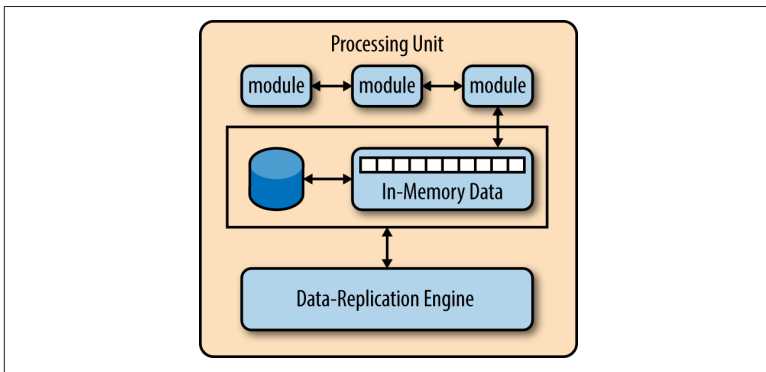 Processing Unit
module
module
module
In-Memory Data
Data-Replication Engine